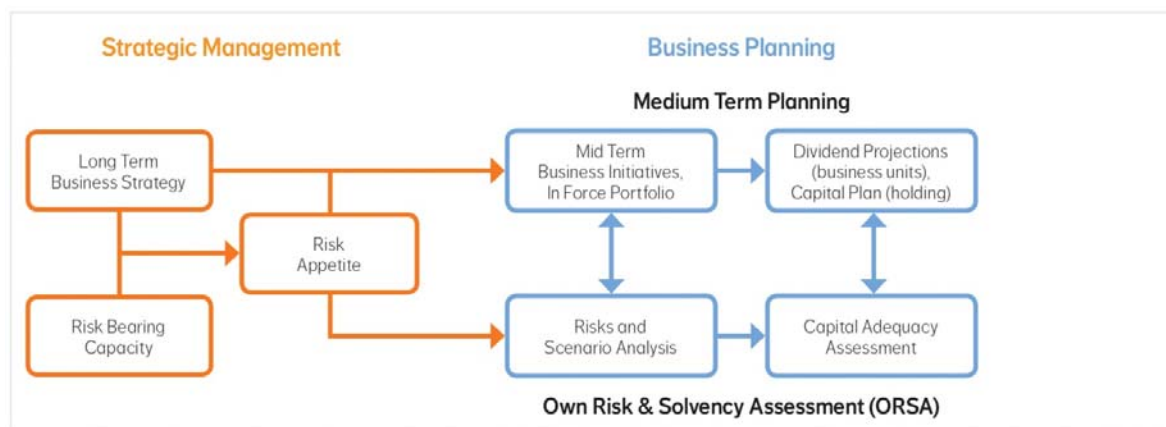 Strategic Management
Business Planning
Medium Term Planning
Long Term
Business Strategy
Mid Term
Business Initiatives,
In Force Portfolio
Dividend Projections
(business units),
Capital Plan (holding)
Risk
Appetite
Risk Bearing
Capacity
Risks and
Scenario Analysis
Capital Adequacy
Assessment
Own Risk & Solvency Assessment (ORSA)